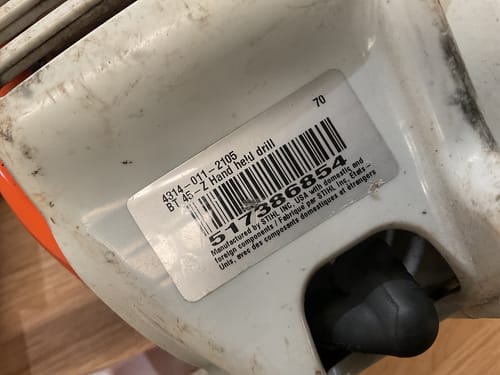 70
4314-011-2105
BT 45-Z Hand held drill
517386854
Manufactured by STIHL INC. USA with domestic and
foreign components / Fabriqué par STIHL Inc. États-
Unis, avec des composants domestiques et étrangers